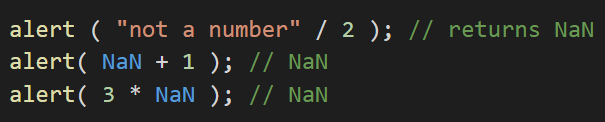 alert ( "not a number" / 2 ); // returns NaN
alert( NaN + 1 ); // NaN
alert( 3 * NaN ); // NaN